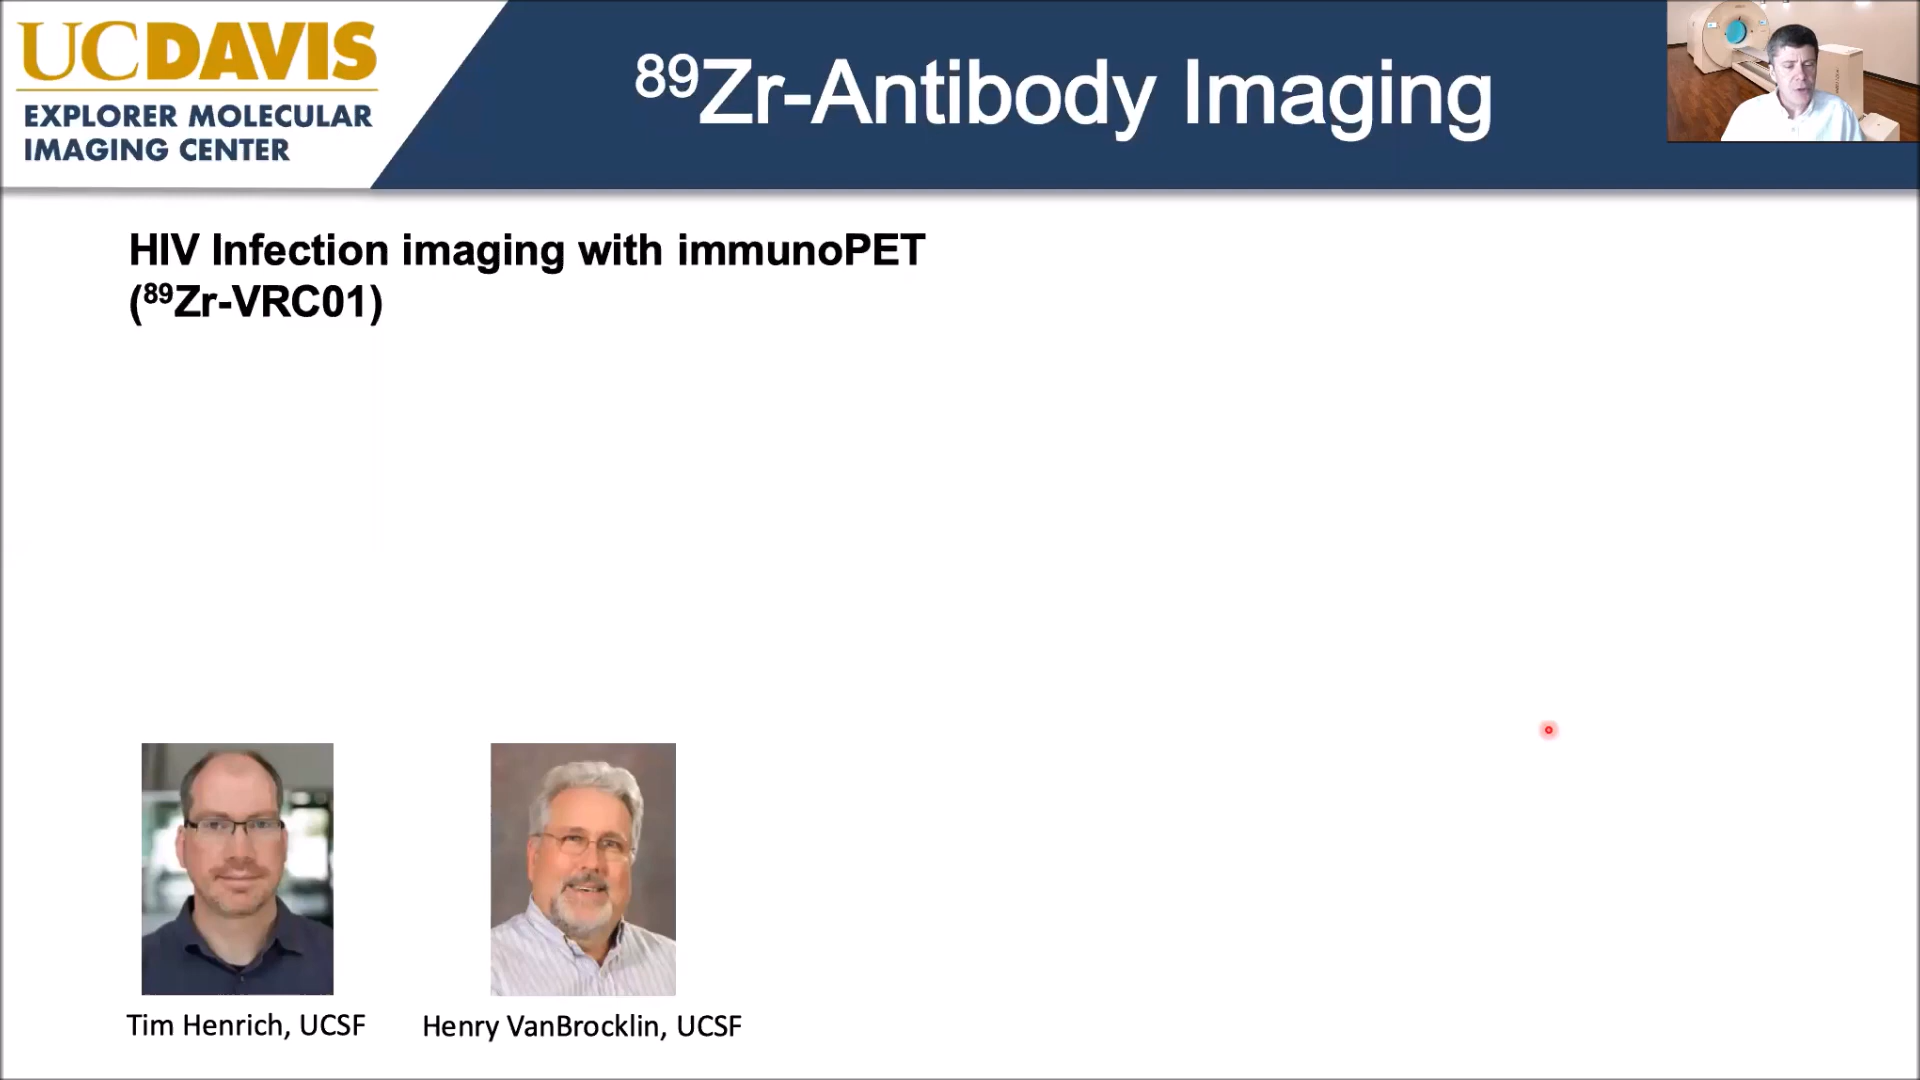 UCDAVIS
EXPLORER MOLECULAR
IMAGING CENTER
⁸⁹Zr-Antibody Imaging
HIV Infection imaging with immunoPET
(⁸⁹Zr-VRC01)
Tim Henrich, UCSF
Henry VanBrocklin, UCSF